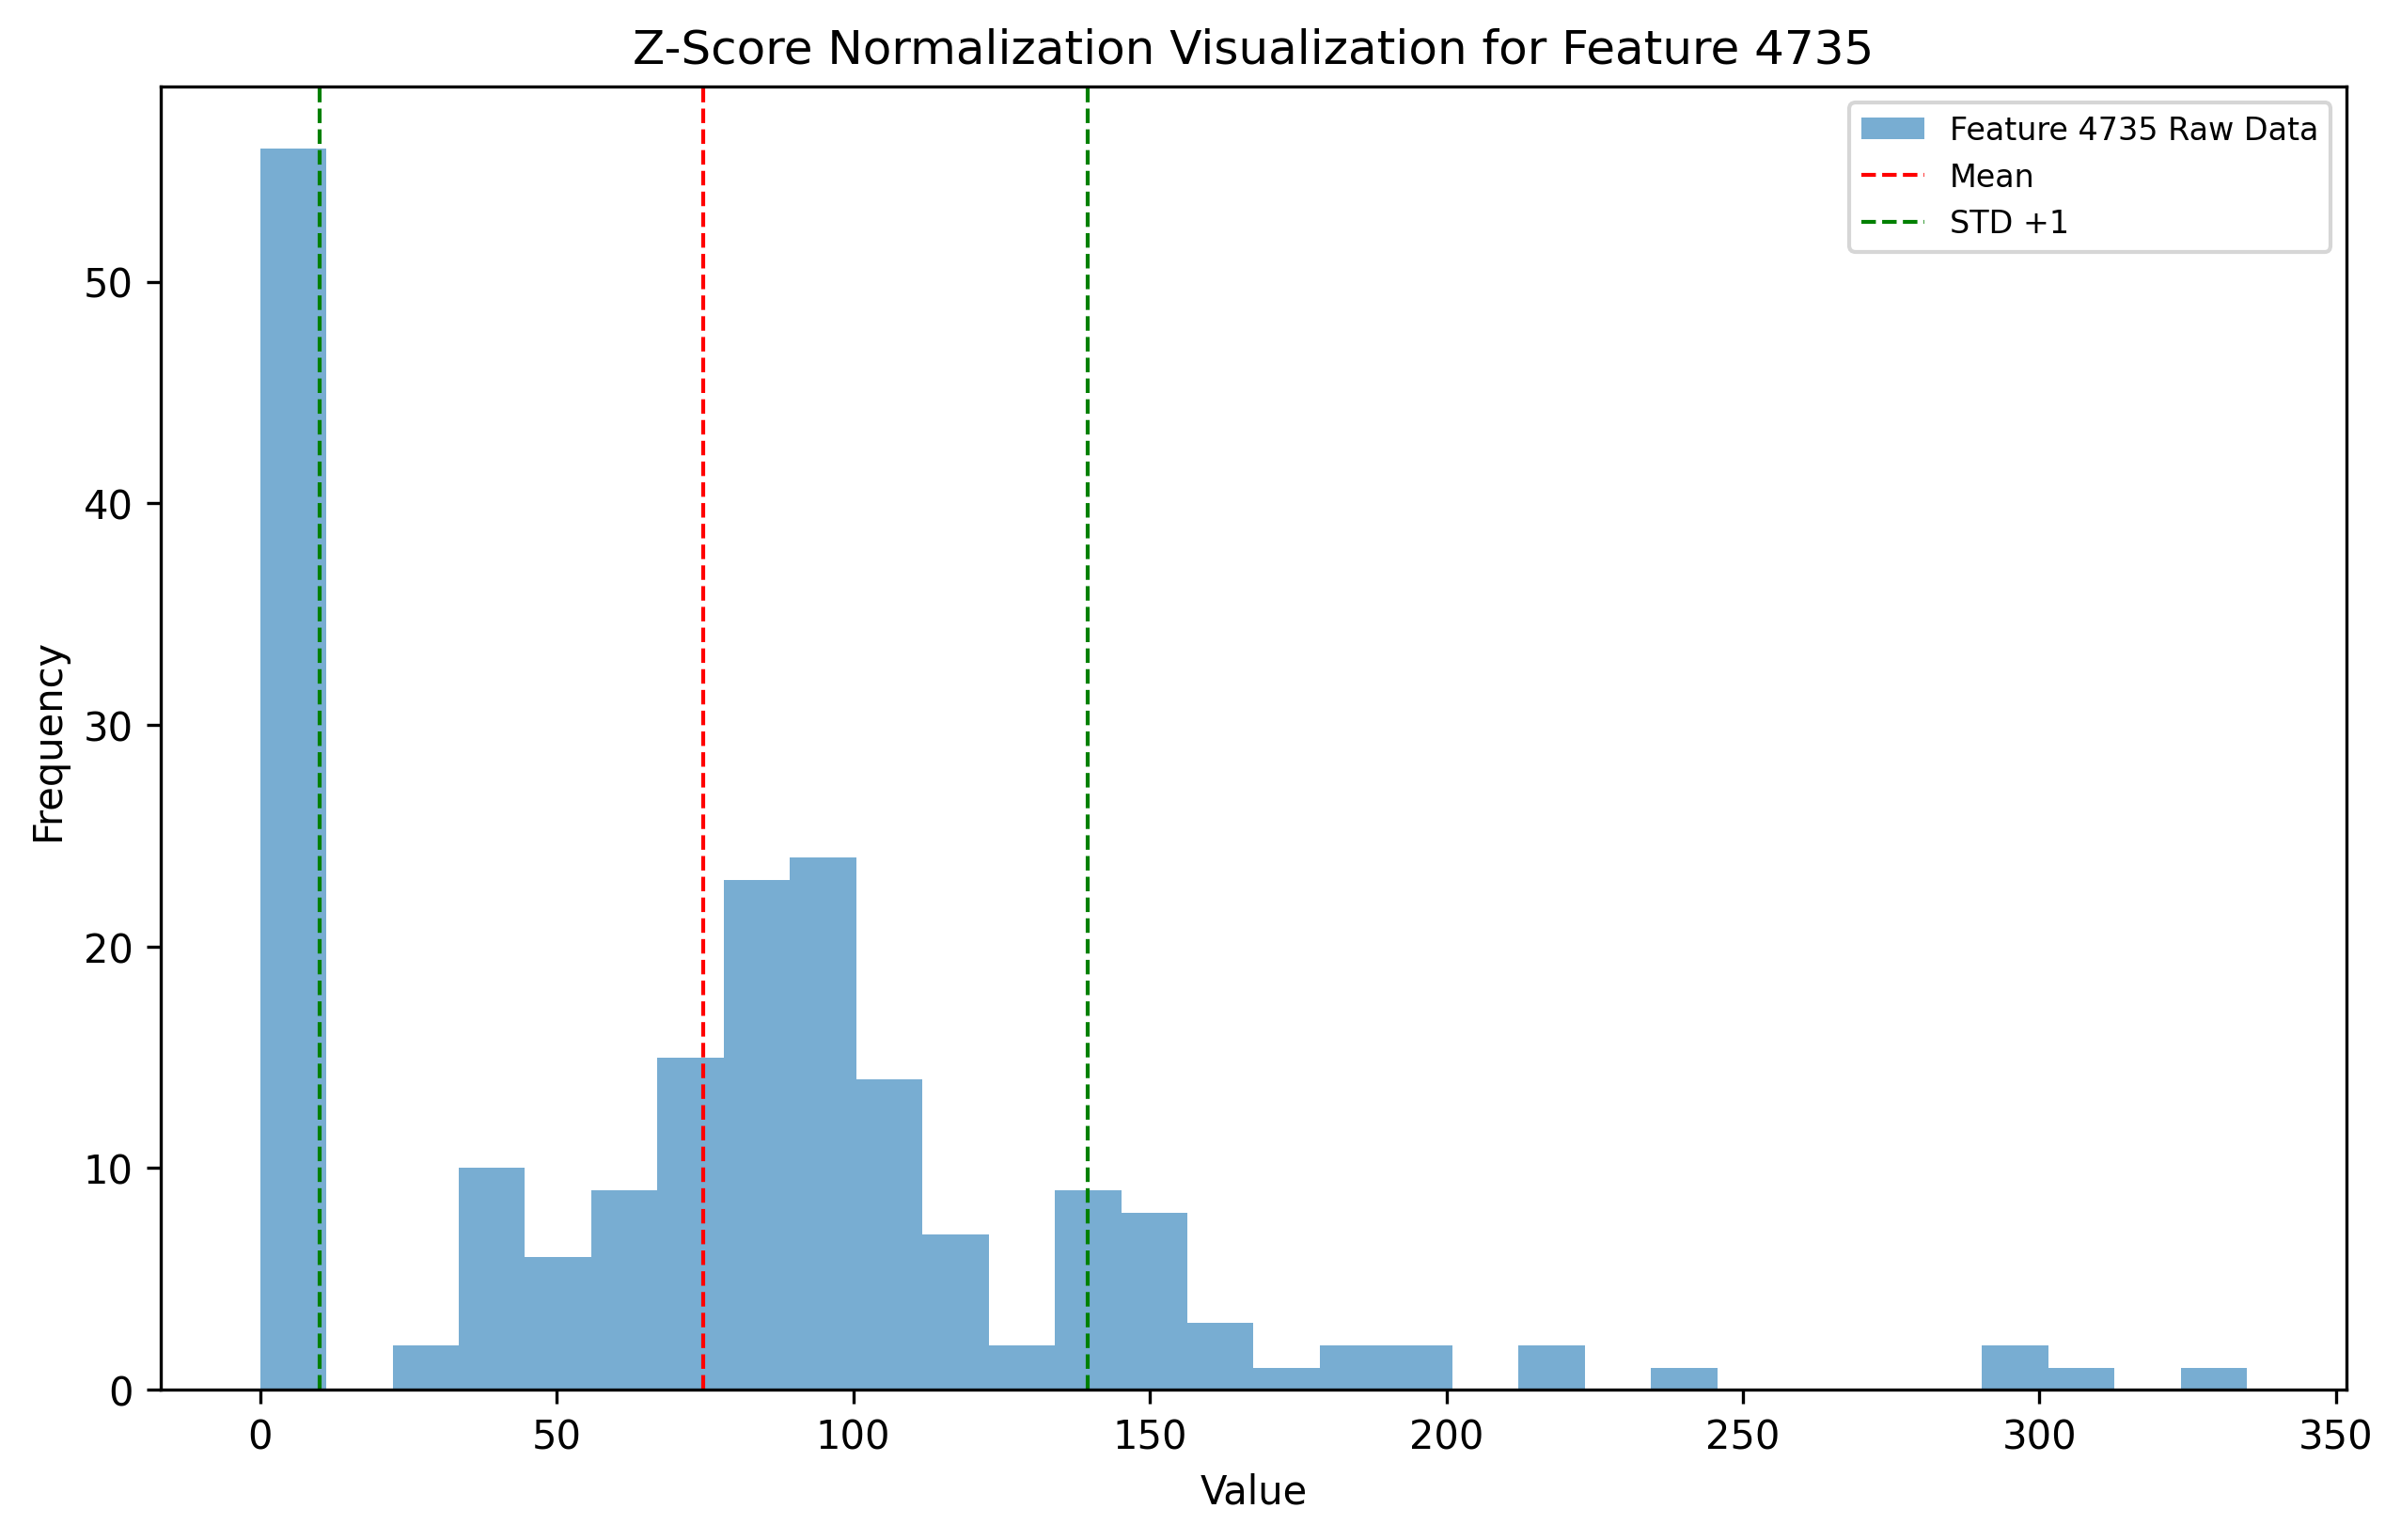 Z-Score Normalization Visualization for Feature 4735
Feature 4735 Raw Data
Mean
STD +1
Frequency
50
40
30
20
10
0
0 50 100 150 200 250 300 350
Value